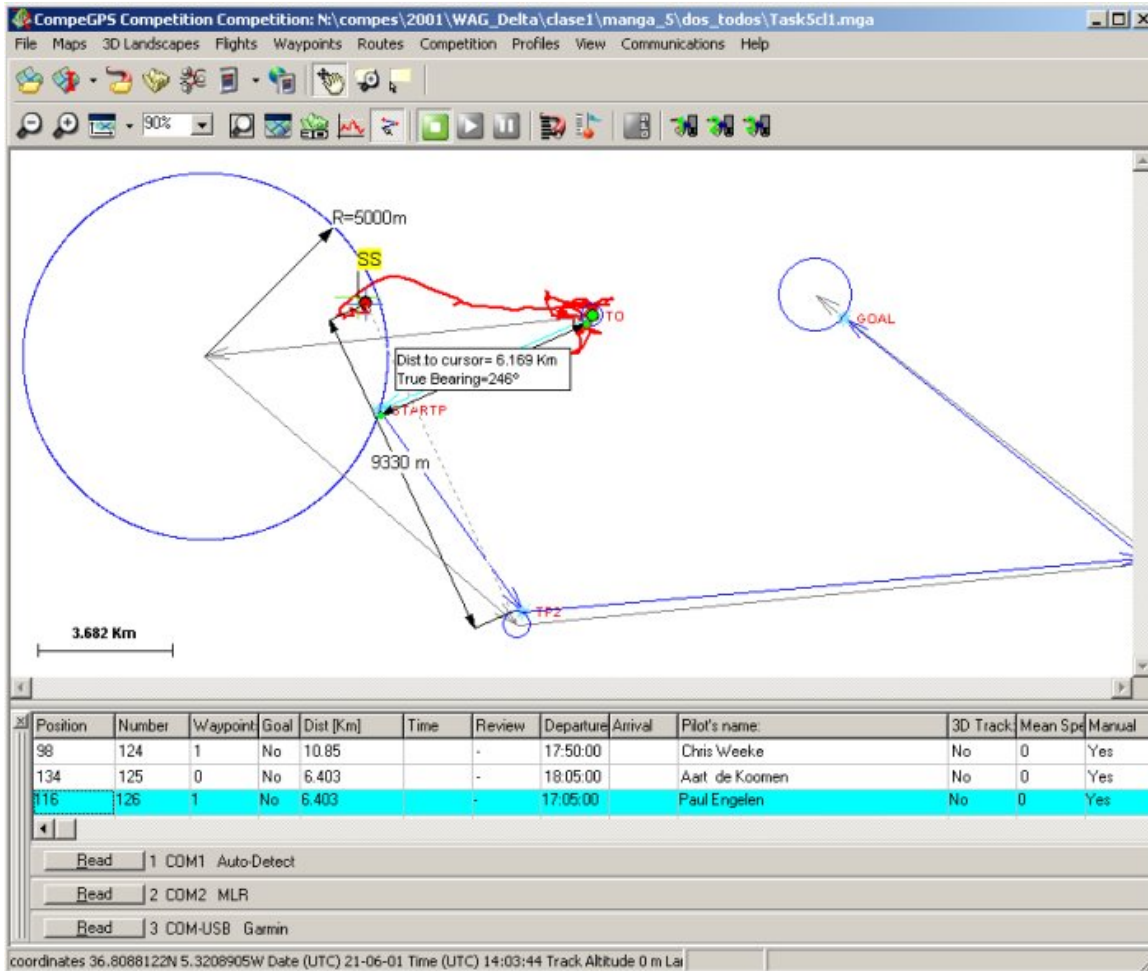 CompeGPS Competition Competition: N:\compes\2001\WAG_Delta\clase1\manga_5\dos_todos\Task5cl1.mga
File Maps 3D Landscapes Flights Waypoints Routes Competition Profiles View Communications Help
90%
R=5000m
SS
TO
GOAL
Dist.to cursor= 6.169 Km
True Bearing=246º
STARTP
9330 m
TP2
3.682 Km
Position Number Waypoint Goal Dist [Km] Time Review Departure Arrival Pilot's name: 3D Track Mean Spe Manual
98 124 1 No 10.85 - 17:50:00 Chris Weeke No 0 Yes
134 125 0 No 6.403 - 18:05:00 Aart de Koomen No 0 Yes
116 126 1 No 6.403 - 17:05:00 Paul Engelen No 0 Yes
Read 1 COM1 Auto-Detect
Read 2 COM2 MLR
Read 3 COM-USB Garmin
coordinates 36.8088122N 5.3208905W Date (UTC) 21-06-01 Time (UTC) 14:03:44 Track Altitude 0 m La